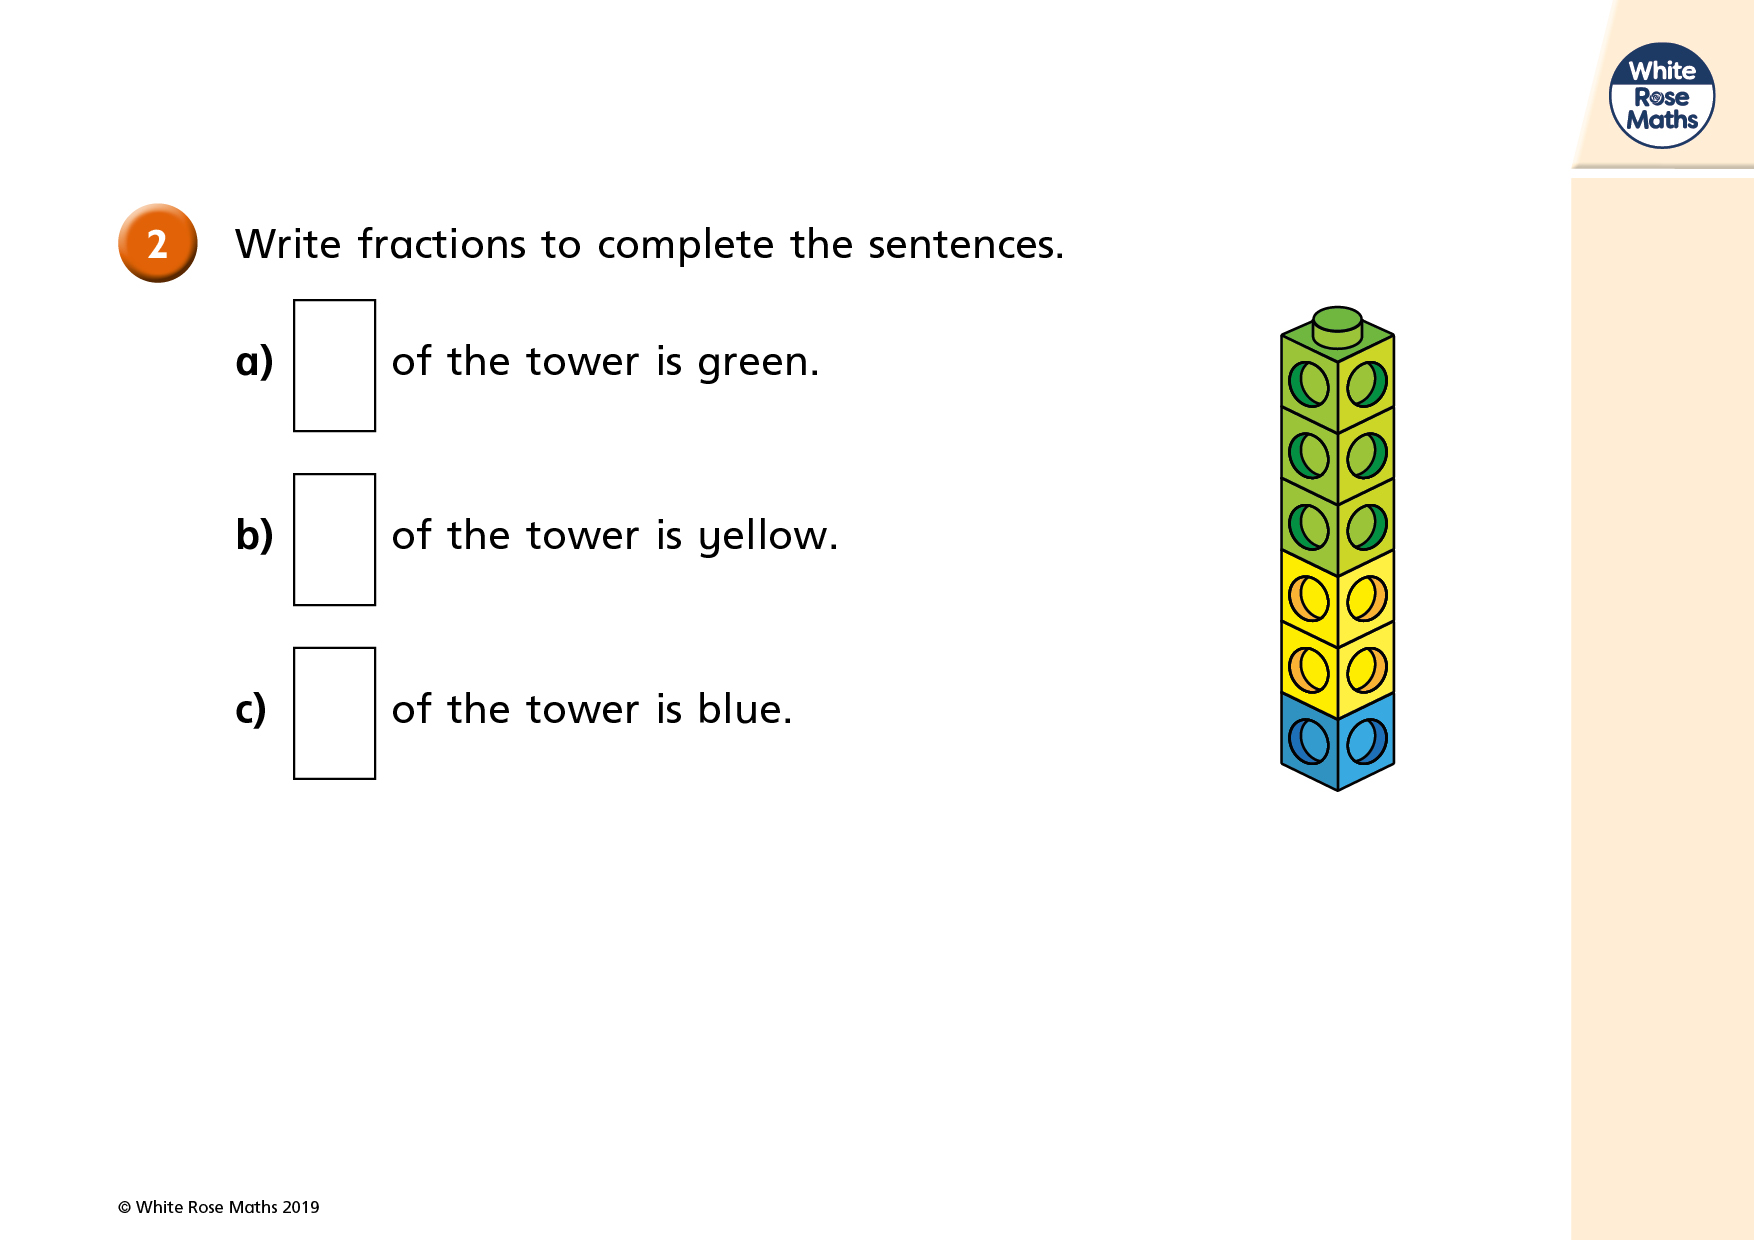 White
Rose
Maths
2 Write fractions to complete the sentences.
a) of the tower is green.
b) of the tower is yellow.
c) of the tower is blue.
© White Rose Maths 2019